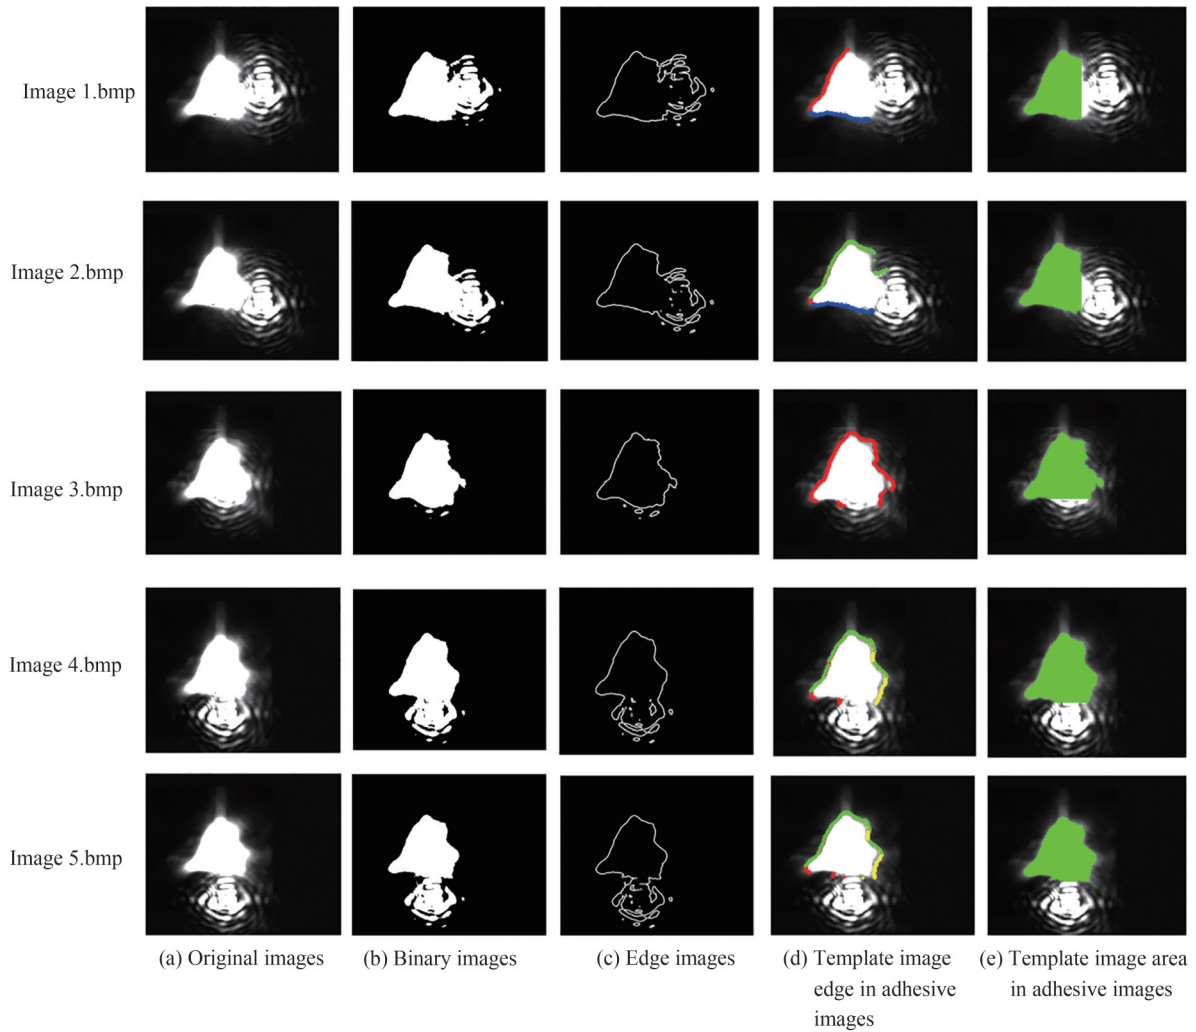 Image 1.bmp
Image 2.bmp
Image 3.bmp
Image 4.bmp
Image 5.bmp
(a) Original images
(b) Binary images
(c) Edge images
(d) Template image
edge in adhesive
images
(e) Template image area
in adhesive images